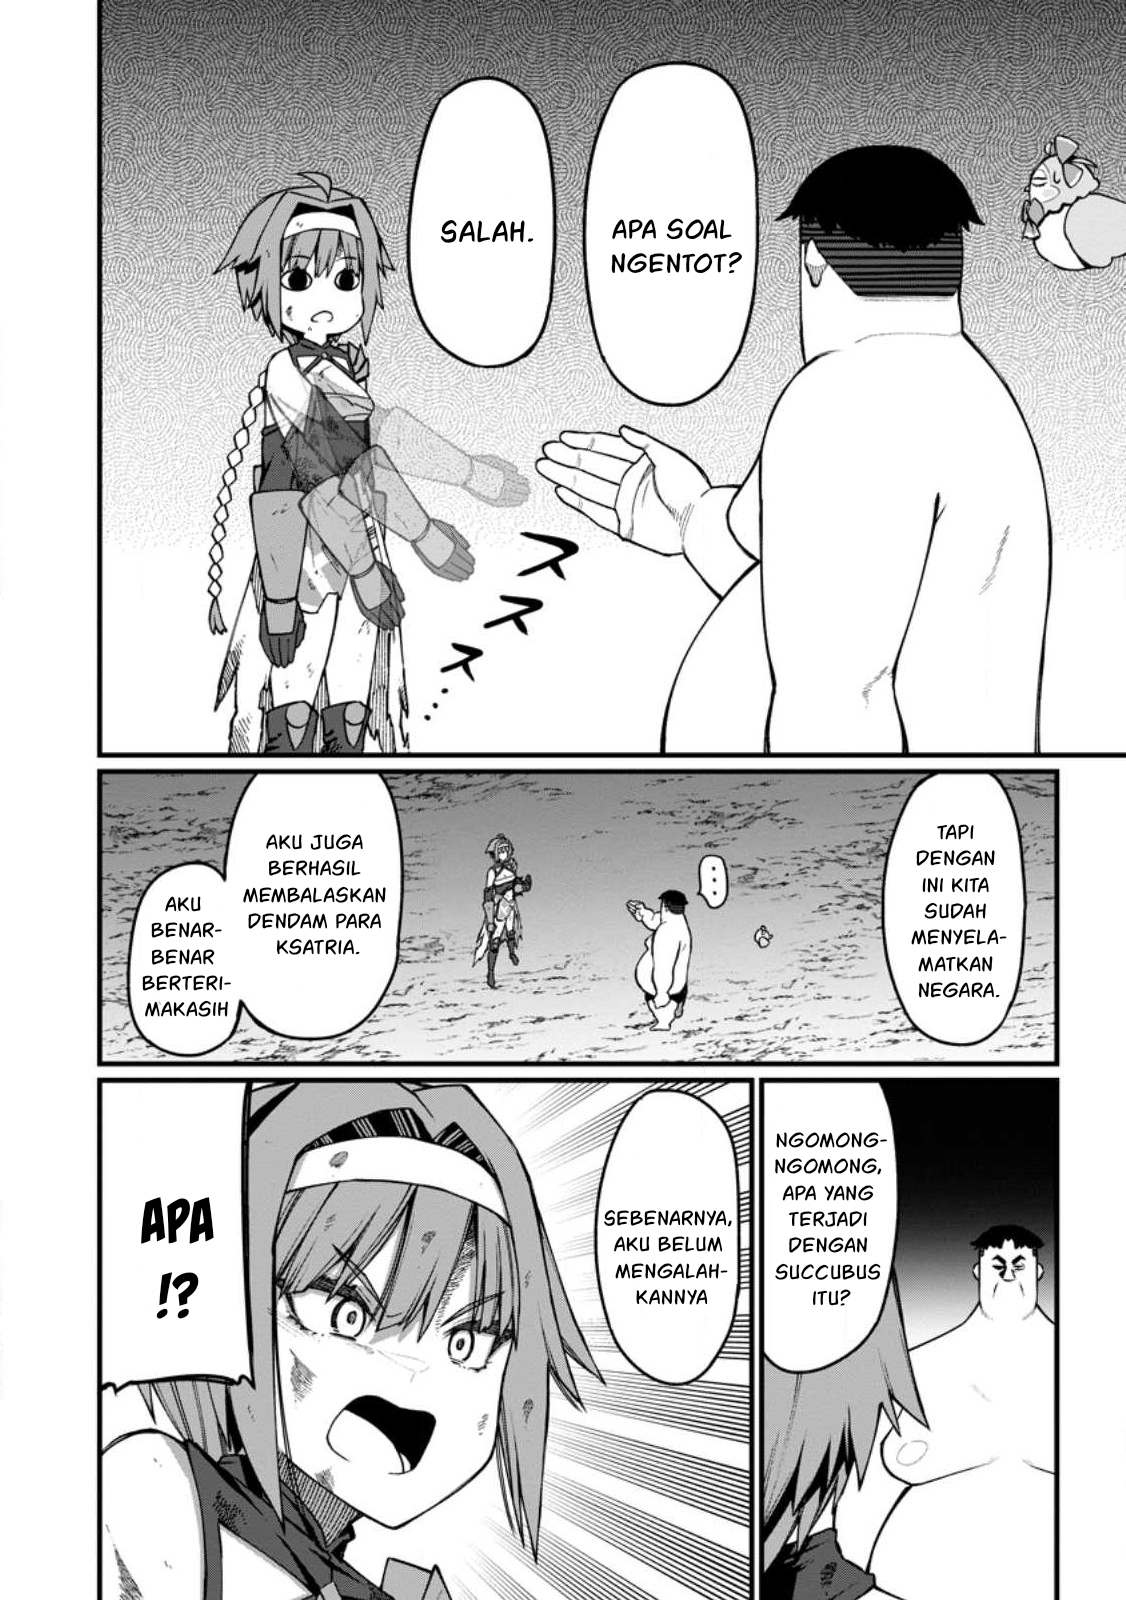 APA SOAL
NGENTOT?
SALAH.
ススス…
TAPI
DENGAN
INI KITA
SUDAH
MENYELA-
MATKAN
NEGARA.
...
AKU JUGA
BERHASIL
MEMBALASKAN
DENDAM PARA
KSATRIA.
AKU
BENAR-
BENAR
BERTERI-
MAKASIH
NGOMONG-
NGOMONG,
APA YANG
TERJADI
DENGAN
SUCCUBUS
ITU?
SEBENARNYA,
AKU BELUM
MENGALAH-
KANNYA
APA
!?